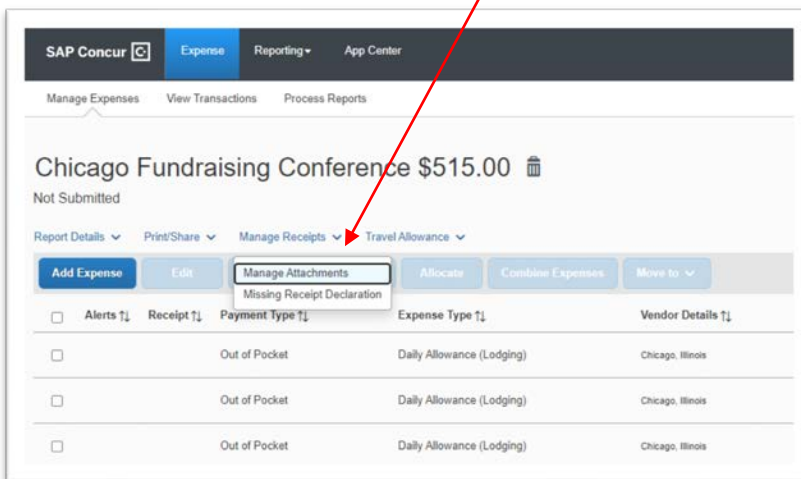 SAP Concur C Expense Reporting App Center
Manage Expenses View Transactions Process Reports
Chicago Fundraising Conference $515.00
Not Submitted
Report Details Print/Share Manage Receipts Travel Allowance
Add Expense Edit Allocate Combine Expenses Move to
Manage Attachments
Missing Receipt Declaration
Alerts Receipt Payment Type Expense Type Vendor Details
Out of Pocket Daily Allowance (Lodging) Chicago, Illinois
Out of Pocket Daily Allowance (Lodging) Chicago, Illinois
Out of Pocket Daily Allowance (Lodging) Chicago, Illinois